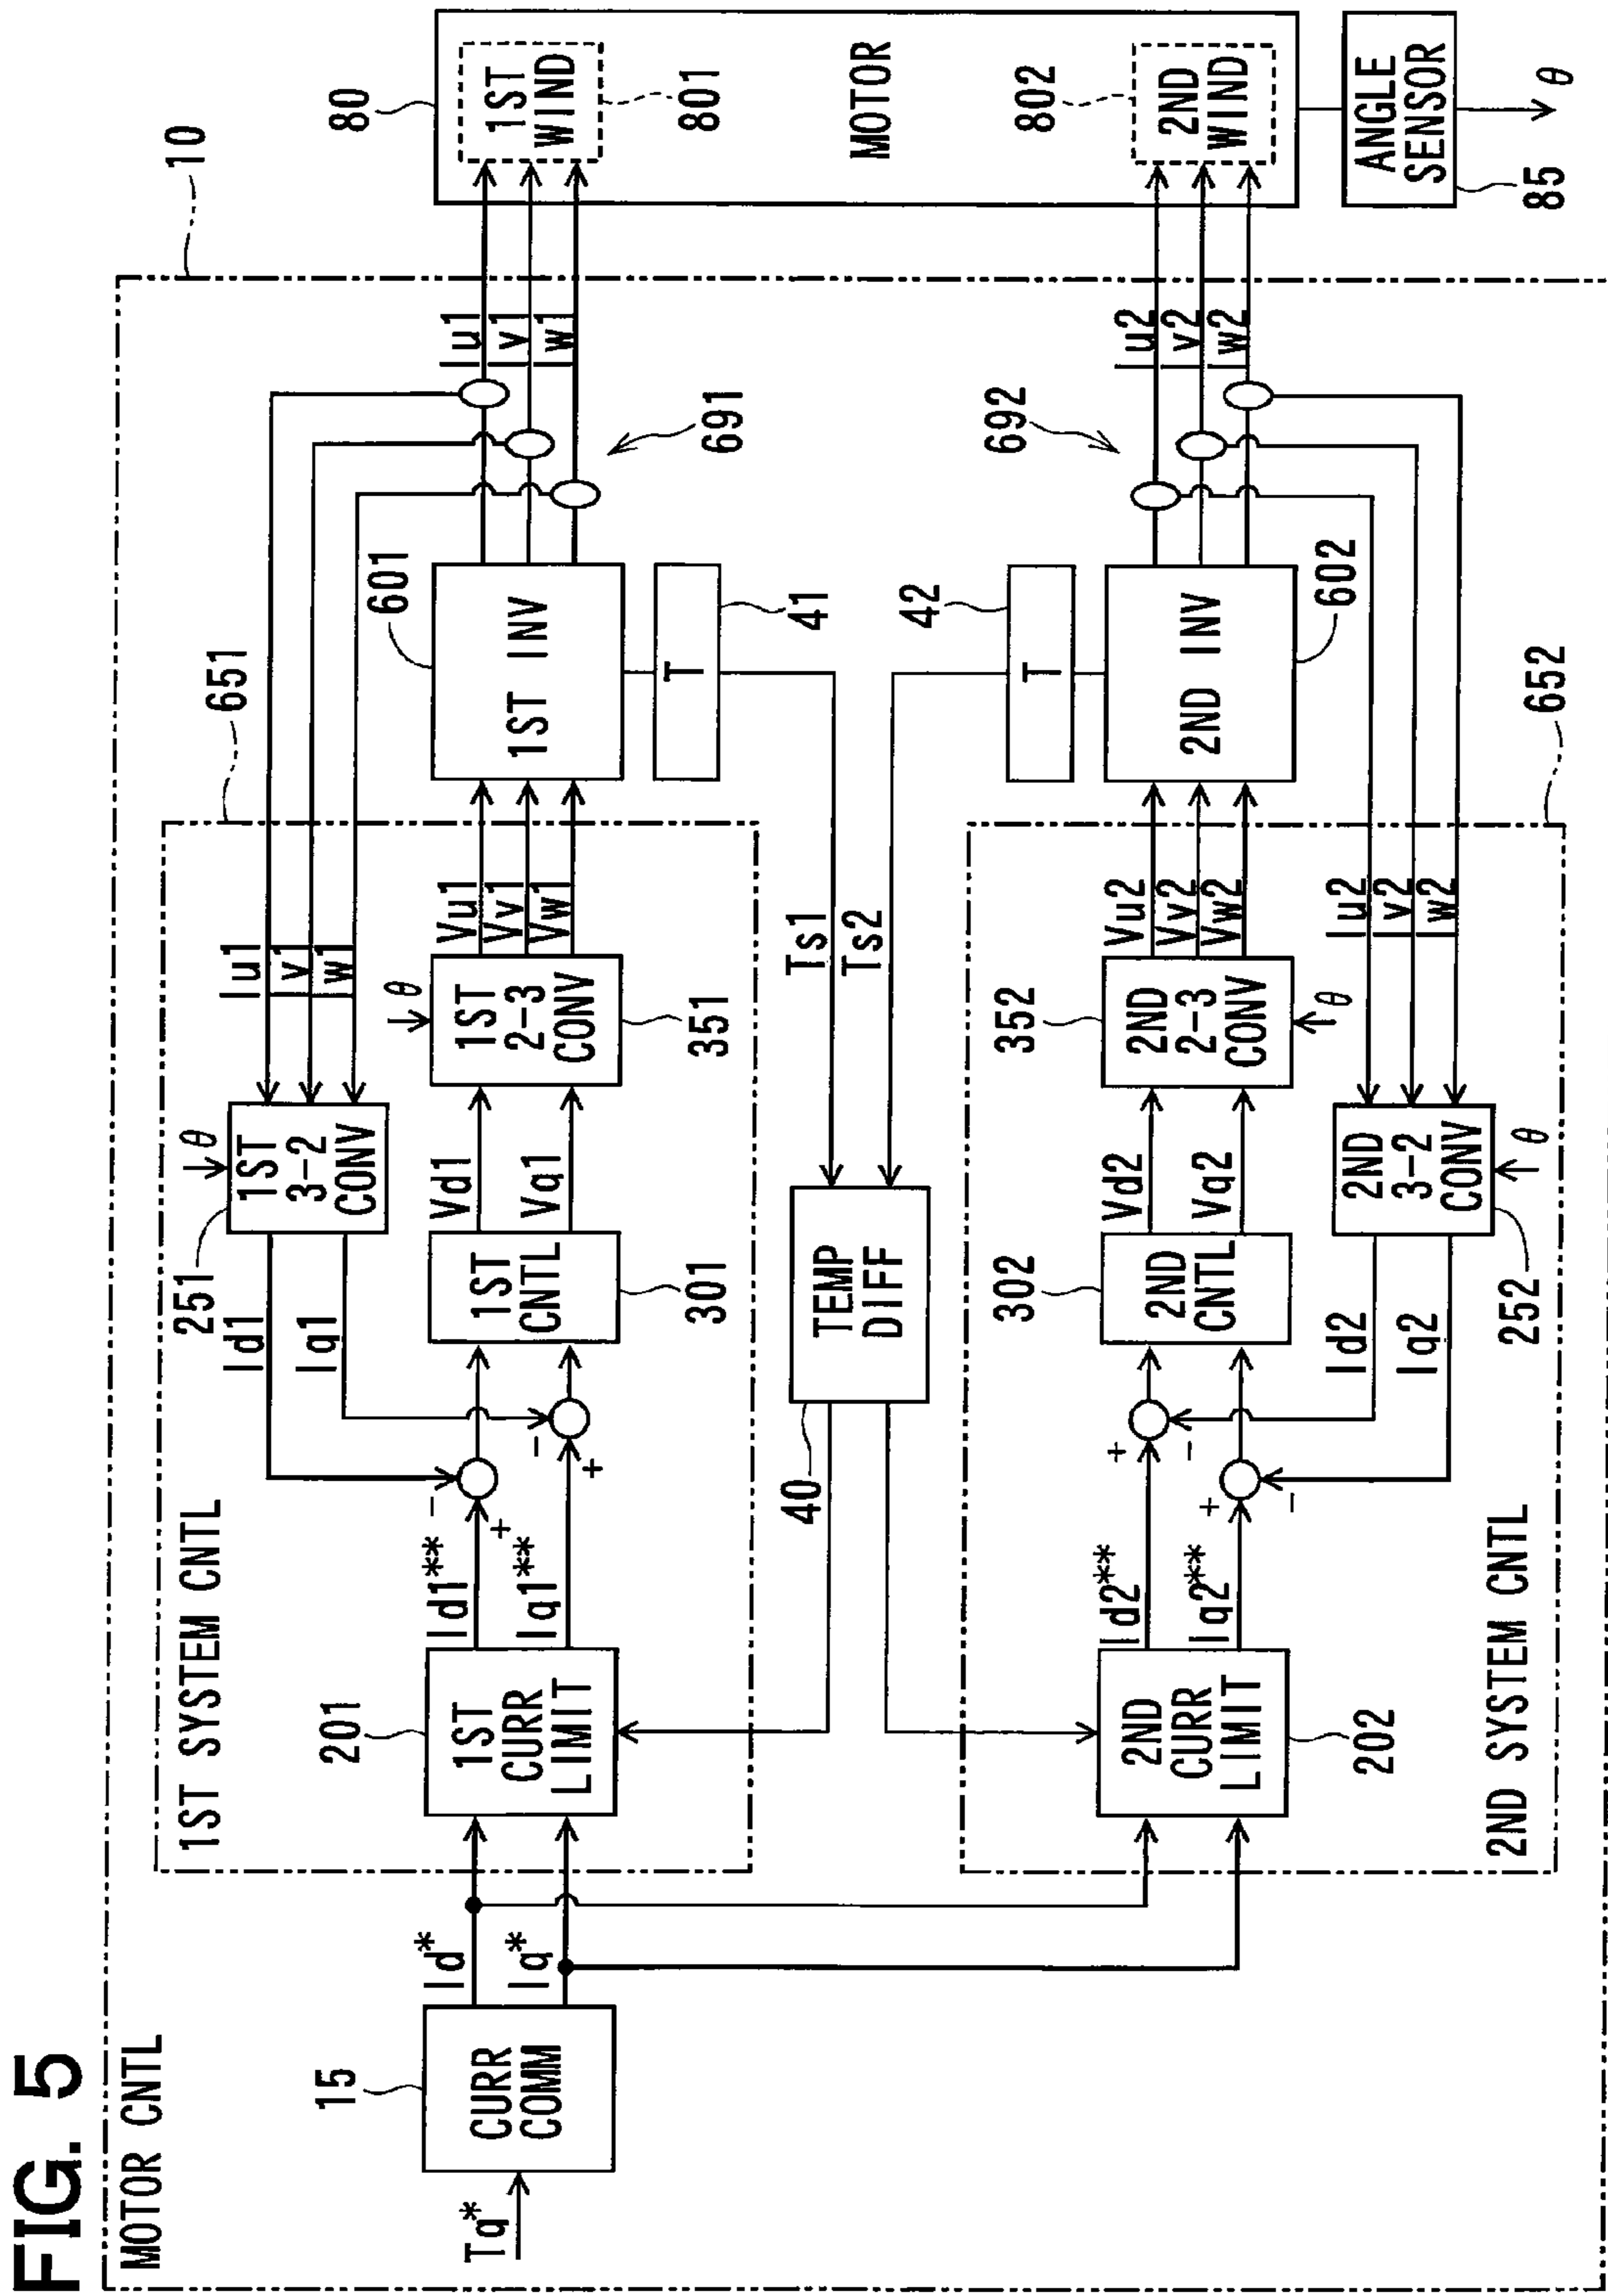 FIG. 5
MOTOR CNTL
10
1ST SYSTEM CNTL
651
Tq*
15
CURR
COMM
Id*
Iq*
201
1ST
CURR
LIMIT
Id1**
Iq1**
+
-
+
-
Id1
Iq1
251
1ST
3-2
CONV
θ
Iu1
Iv1
Iw1
1ST
CNTL
301
Vd1
Vq1
θ
1ST
2-3
CONV
351
Vu1
Vv1
Vw1
601
1ST INV
T
41
691
Iu1
Iv1
Iw1
80
1ST
WIND
801
MOTOR
802
2ND
WIND
ANGLE
SENSOR
85
θ
40
TEMP
DIFF
Ts1
Ts2
2ND SYSTEM CNTL
652
202
2ND
CURR
LIMIT
Id2**
Iq2**
+
-
+
-
Id2
Iq2
252
2ND
3-2
CONV
θ
Iu2
Iv2
Iw2
302
2ND
CNTL
Vd2
Vq2
352
2ND
2-3
CONV
θ
Vu2
Vv2
Vw2
42
T
2ND INV
602
692
Iu2
Iv2
Iw2